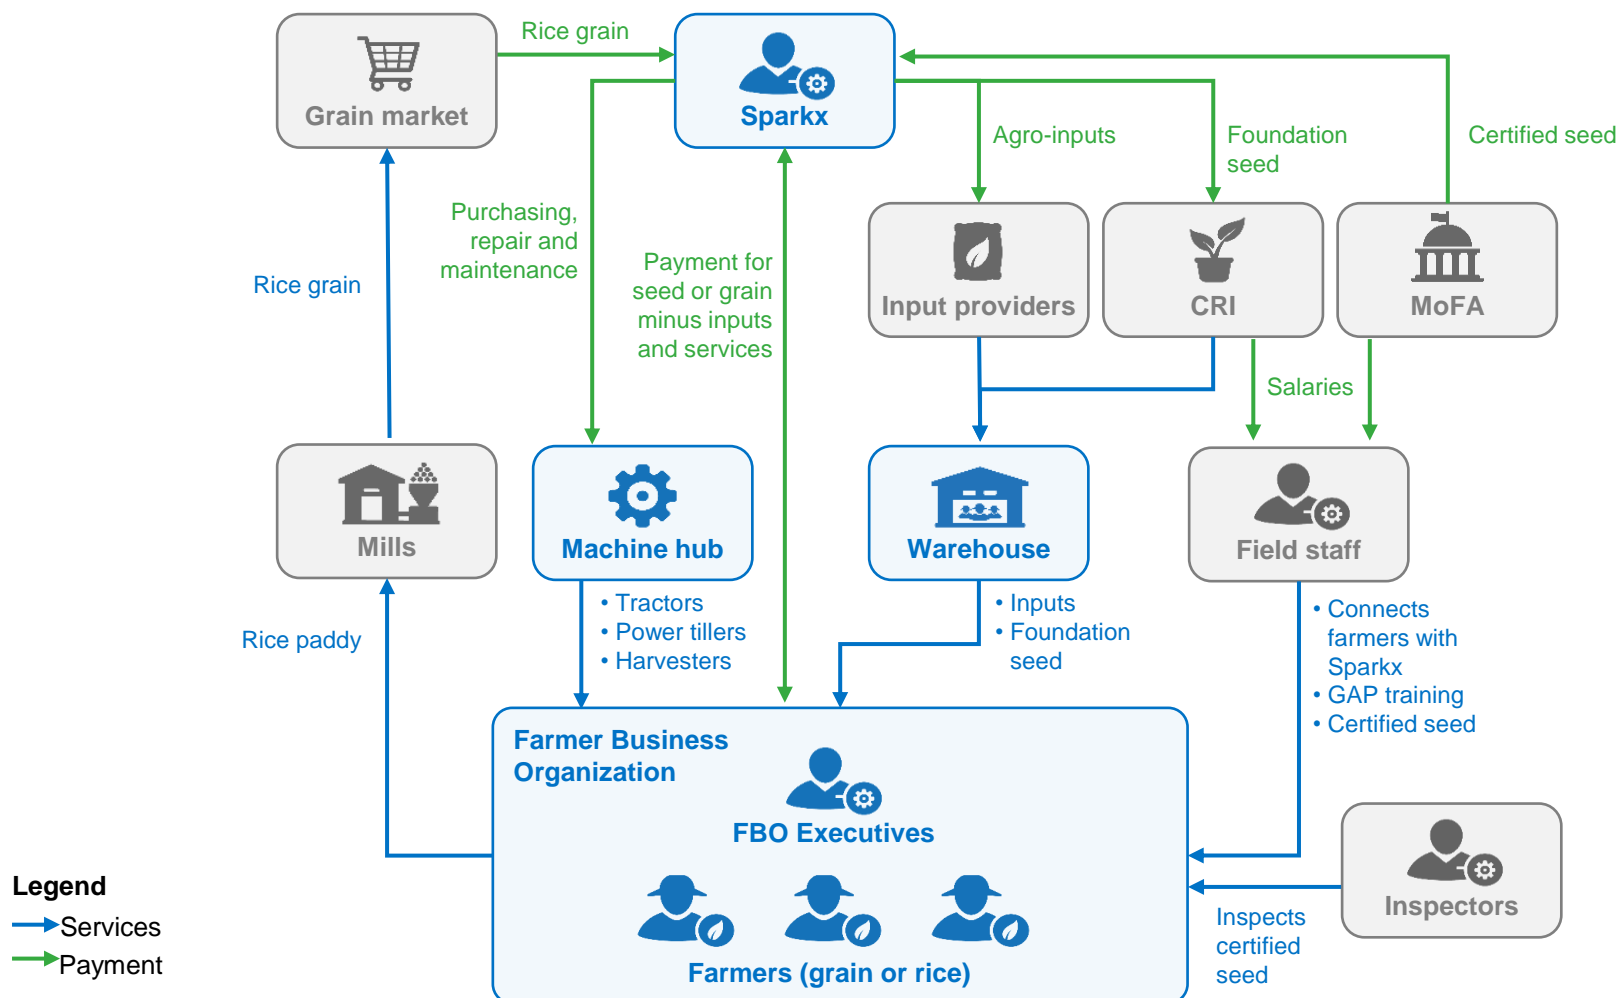 Rice grain
Grain market
Sparkx
Agro-inputs
Foundation
seed
Certified seed
Purchasing,
repair and
maintenance
Rice grain
Payment for
seed or grain
minus inputs
and services
Input providers
CRI
MoFA
Salaries
Mills
Machine hub
Warehouse
Field staff
Rice paddy
• Tractors
• Power tillers
• Harvesters
• Inputs
• Foundation
seed
• Connects
farmers with
Sparkx
• GAP training
• Certified seed
Farmer Business
Organization
FBO Executives
Farmers (grain or rice)
Inspectors
Inspects
certified
seed
Legend
Services
Payment